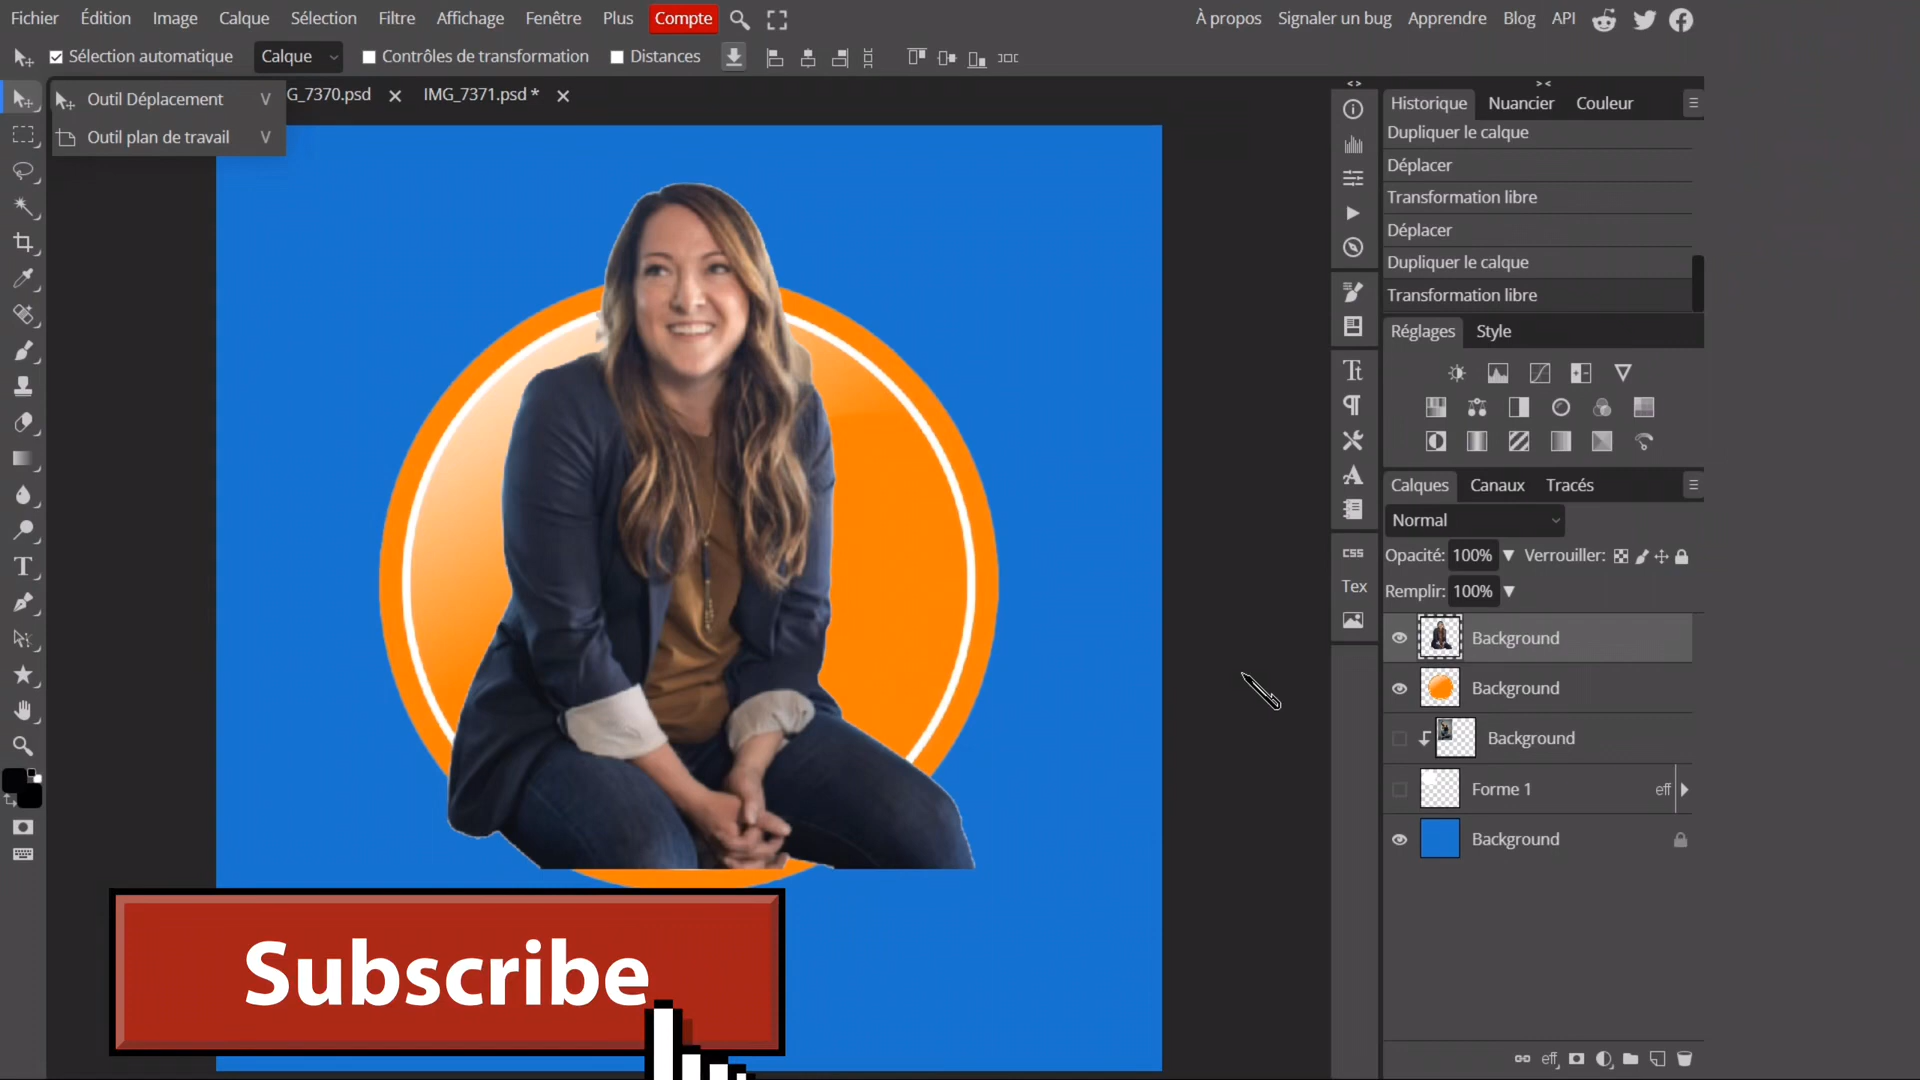 Fichier Édition Image Calque Sélection Filtre Affichage Fenêtre Plus Compte À propos Signaler un bug Apprendre Blog API
Sélection automatique Calque Contrôles de transformation Distances
Outil Déplacement V
Outil plan de travail V
G_7370.psd IMG_7371.psd *
Historique Nuancier Couleur
Dupliquer le calque
Déplacer
Transformation libre
Déplacer
Dupliquer le calque
Transformation libre
Réglages Style
CSS
Tex
Calques Canaux Tracés
Normal
Opacité: 100% Verrouiller:
Remplir: 100%
Background
Background
Background
Forme 1 eff
Background
eff
Subscribe